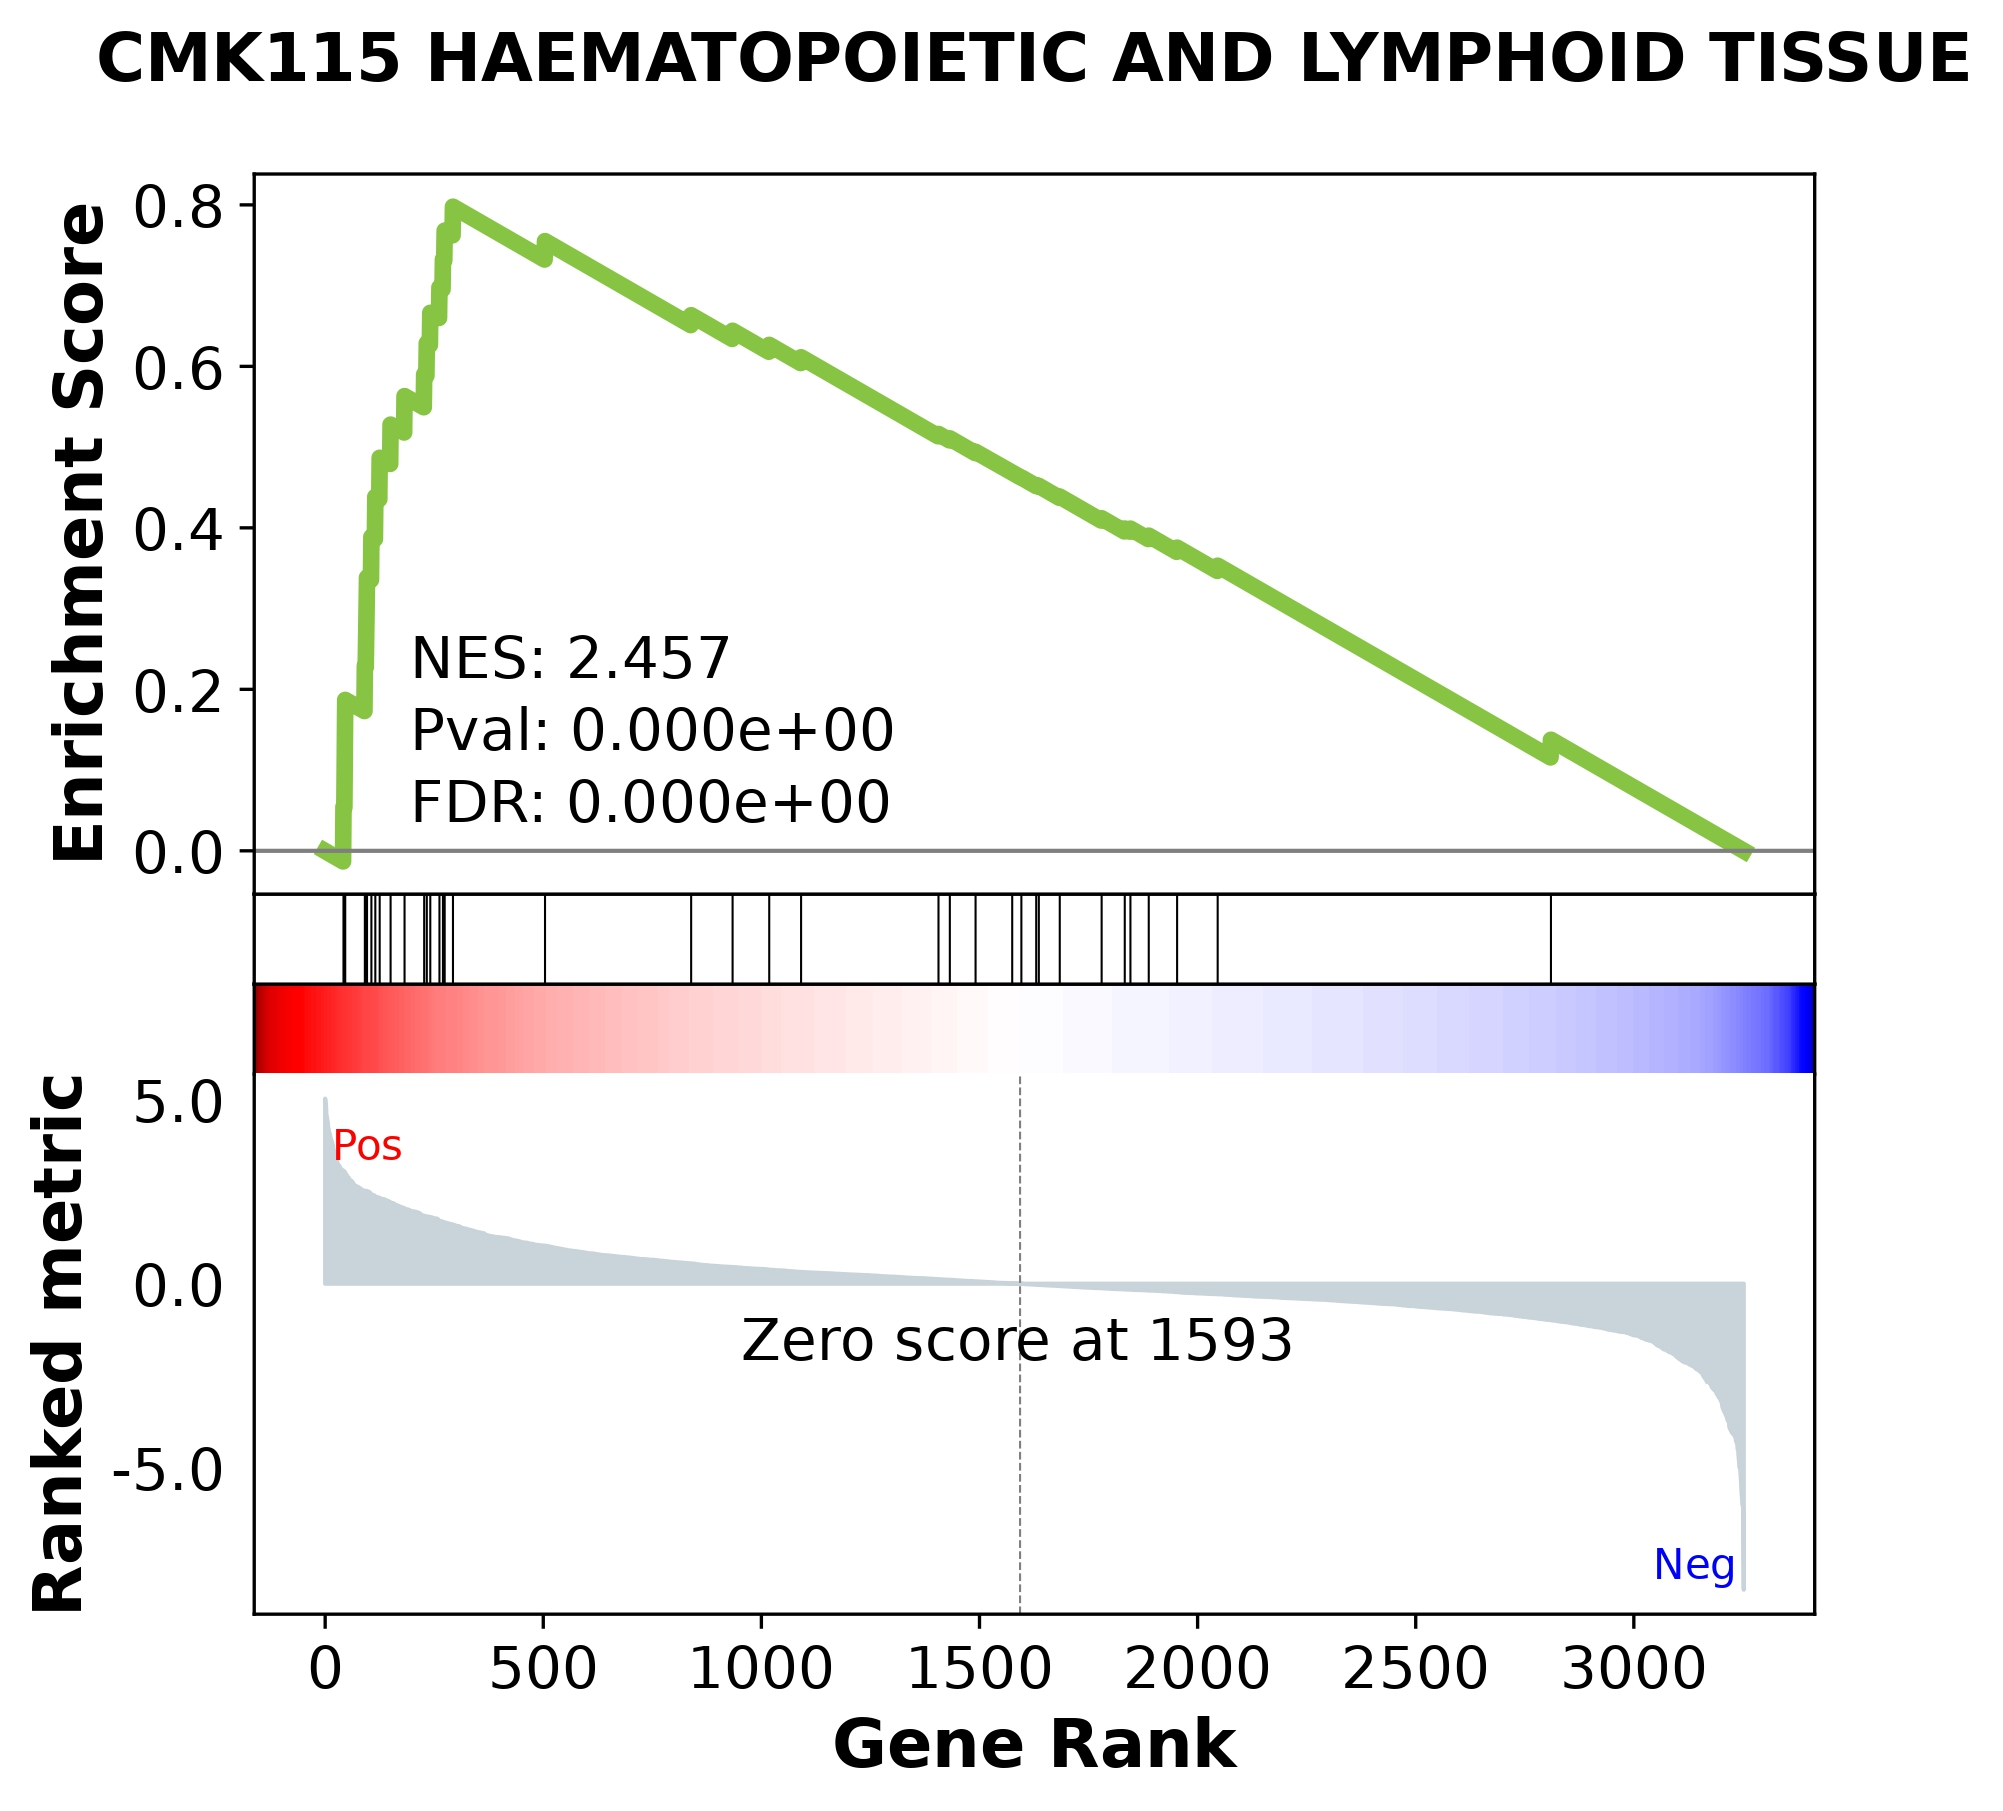 CMK115 HAEMATOPOIETIC AND LYMPHOID TISSUE
Enrichment Score
0.8
0.6
0.4
0.2
0.0
NES: 2.457
Pval: 0.000e+00
FDR: 0.000e+00
Ranked metric
5.0
0.0
-5.0
Pos
Zero score at 1593
Neg
0 500 1000 1500 2000 2500 3000
Gene Rank